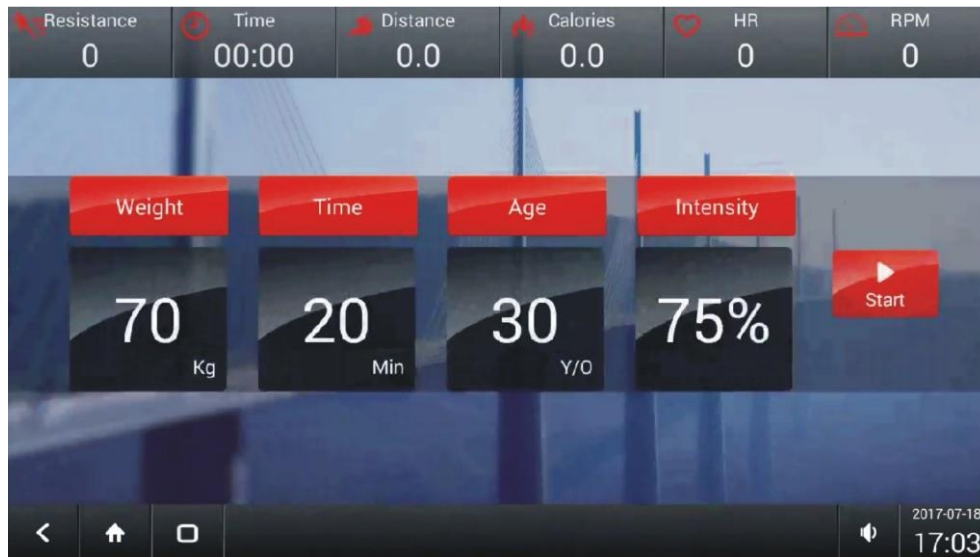 Resistance Time Distance Calories HR RPM
0 00:00 0.0 0.0 0 0
Weight Time Age Intensity
70 20 30 75%
Kg Min Y/O
Start
2017-07-18
17:03